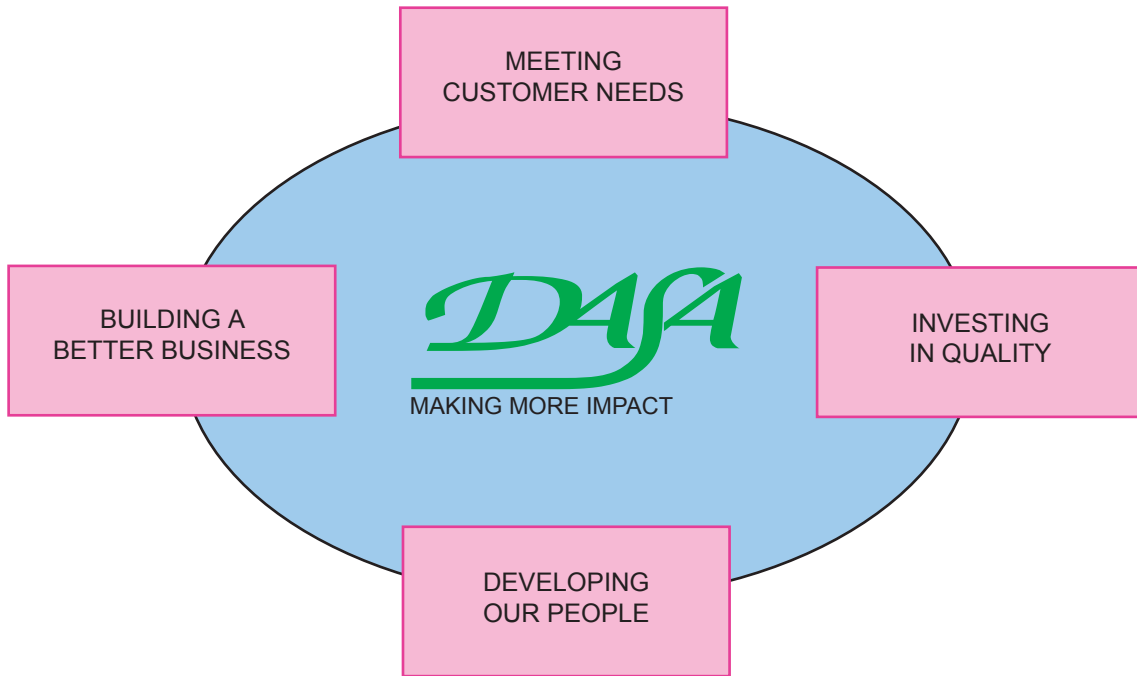 MEETING
CUSTOMER NEEDS
BUILDING A
BETTER BUSINESS
DASA
MAKING MORE IMPACT
INVESTING
IN QUALITY
DEVELOPING
OUR PEOPLE